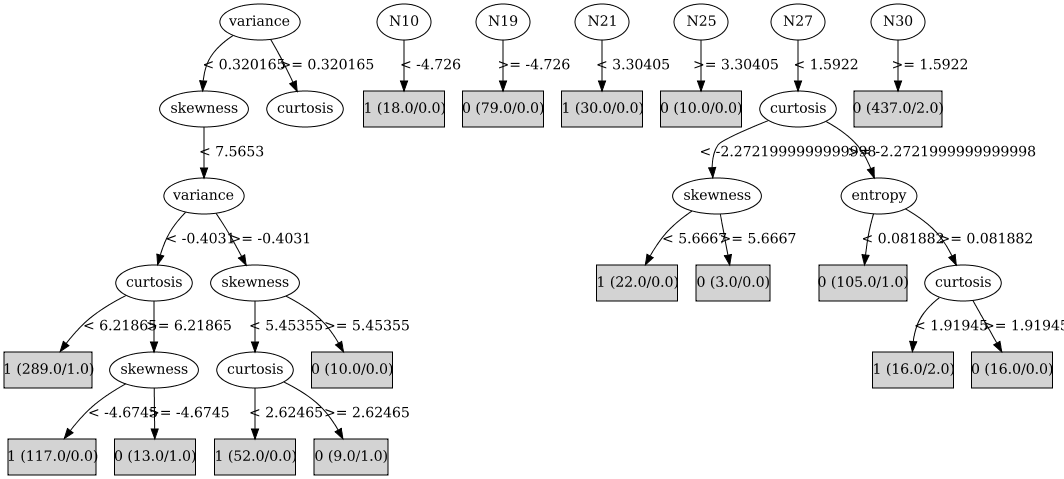 variance
N10
N19
N21
N25
N27
N30
< 0.320165
>= 0.320165
< -4.726
>= -4.726
< 3.30405
>= 3.30405
< 1.5922
>= 1.5922
skewness
curtosis
1 (18.0/0.0)
0 (79.0/0.0)
1 (30.0/0.0)
0 (10.0/0.0)
curtosis
0 (437.0/2.0)
< 7.5653
< -2.2721999999999998
>= -2.2721999999999998
variance
skewness
entropy
< -0.4031
>= -0.4031
< 5.6667
>= 5.6667
< 0.081882
>= 0.081882
curtosis
skewness
1 (22.0/0.0)
0 (3.0/0.0)
0 (105.0/1.0)
curtosis
< 6.21865
>= 6.21865
< 5.45355
>= 5.45355
< 1.91945
>= 1.91945
1 (289.0/1.0)
skewness
curtosis
0 (10.0/0.0)
1 (16.0/2.0)
0 (16.0/0.0)
< -4.6745
>= -4.6745
< 2.62465
>= 2.62465
1 (117.0/0.0)
0 (13.0/1.0)
1 (52.0/0.0)
0 (9.0/1.0)